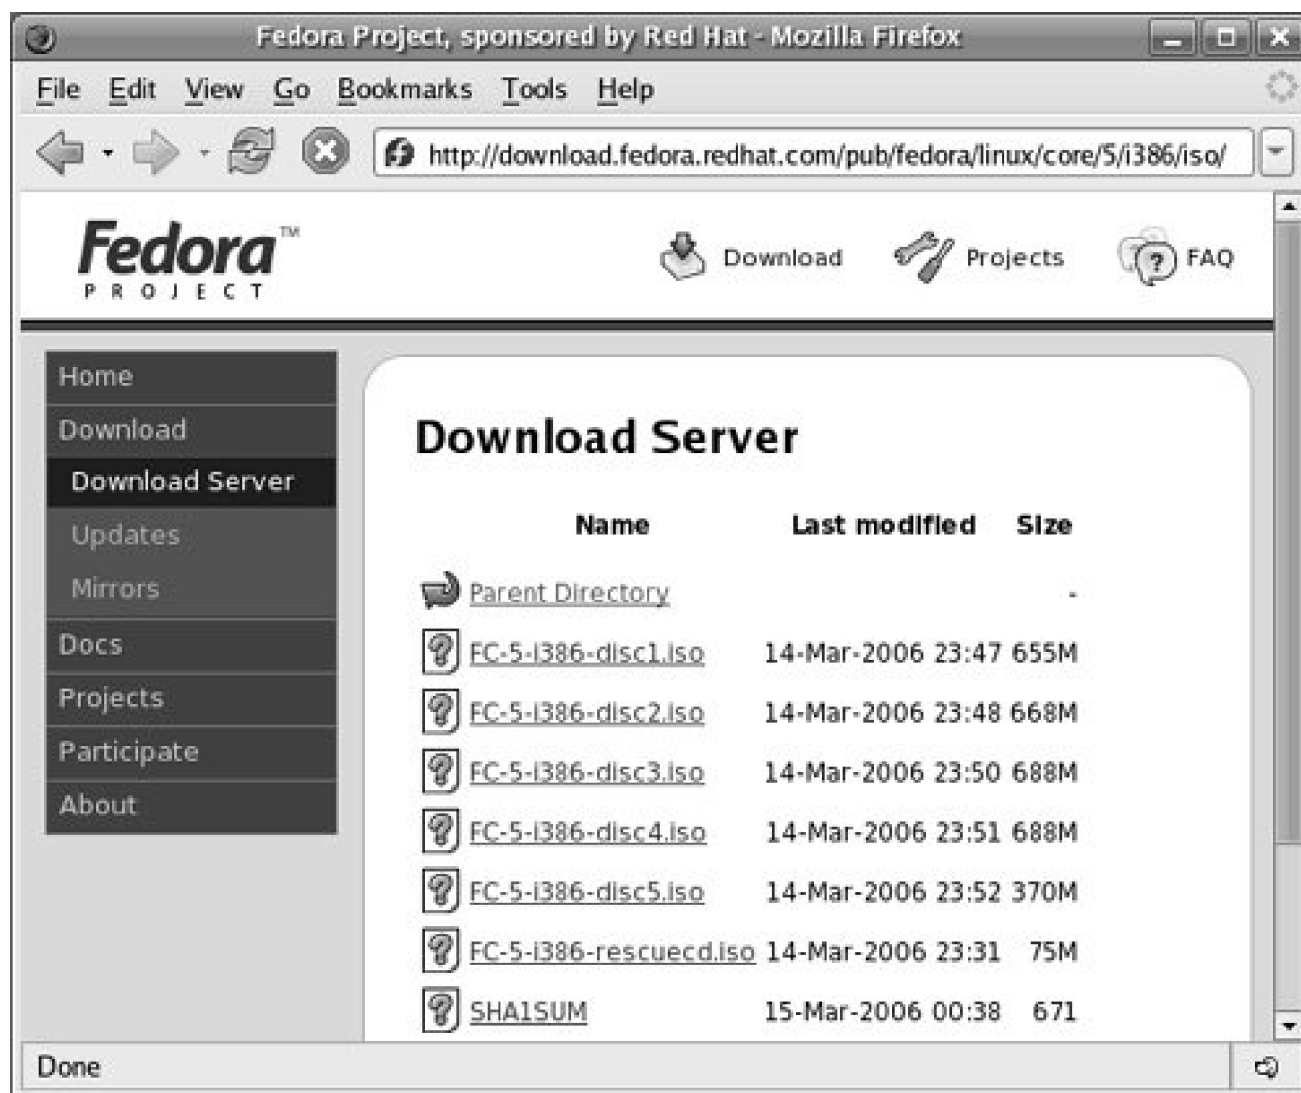 Fedora Project, sponsored by Red Hat - Mozilla Firefox
File Edit View Go Bookmarks Tools Help
http://download.fedora.redhat.com/pub/fedora/linux/core/5/i386/iso/
Fedora™
PROJECT
Download Projects FAQ
Home
Download
Download Server
Updates
Mirrors
Docs
Projects
Participate
About
Download Server
Name Last modified Size
Parent Directory -
FC-5-i386-disc1.iso 14-Mar-2006 23:47 655M
FC-5-i386-disc2.iso 14-Mar-2006 23:48 668M
FC-5-i386-disc3.iso 14-Mar-2006 23:50 688M
FC-5-i386-disc4.iso 14-Mar-2006 23:51 688M
FC-5-i386-disc5.iso 14-Mar-2006 23:52 370M
FC-5-i386-rescuecd.iso 14-Mar-2006 23:31 75M
SHA1SUM 15-Mar-2006 00:38 671
Done